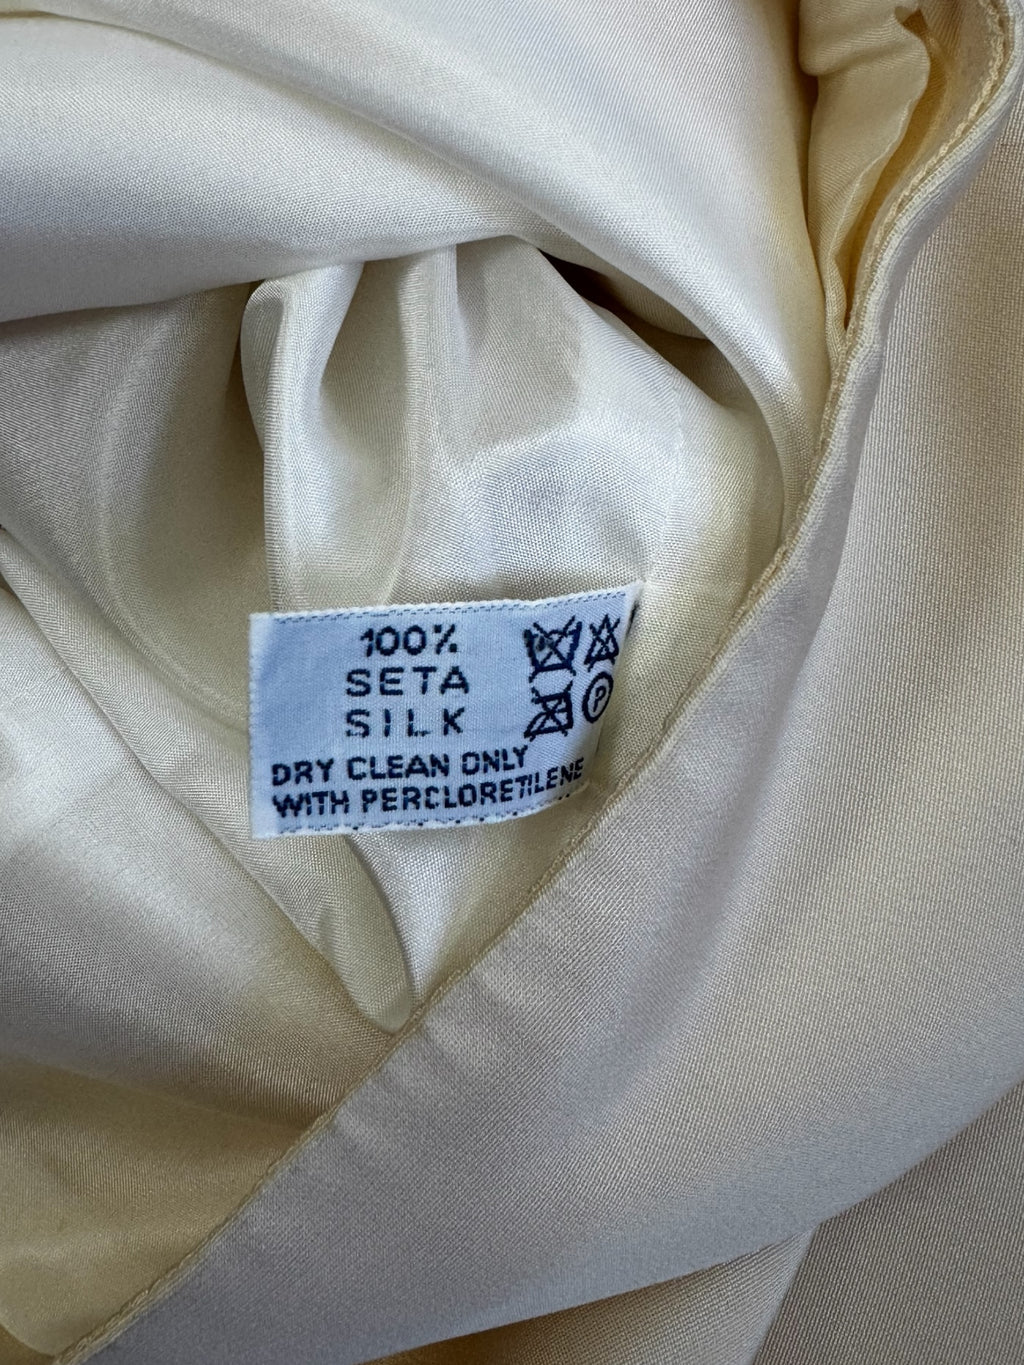 100%
SETA
SILK
P
DRY CLEAN ONLY
WITH PERCLORETILENE